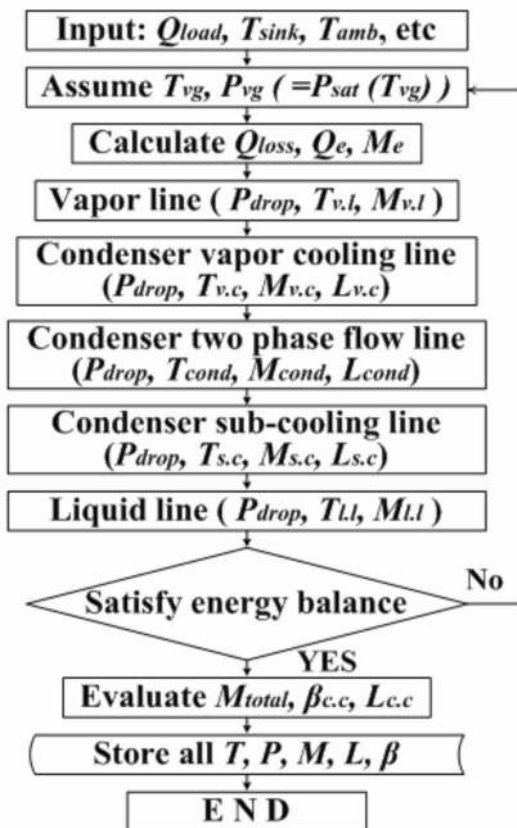 Input: Qload, Tsink, Tamb, etc
Assume Tvg, Pvg ( =Psat (Tvg) )
Calculate Qloss, Qe, Me
Vapor line ( Pdrop, Tv.l, Mv.l )
Condenser vapor cooling line
(Pdrop, Tv.c, Mv.c, Lv.c)
Condenser two phase flow line
(Pdrop, Tcond, Mcond, Lcond)
Condenser sub-cooling line
(Pdrop, Ts.c, Ms.c, Ls.c)
Liquid line ( Pdrop, Tl.l, Ml.l )
No
Satisfy energy balance
YES
Evaluate Mtotal, βc.c, Lc.c
Store all T, P, M, L, β
E N D